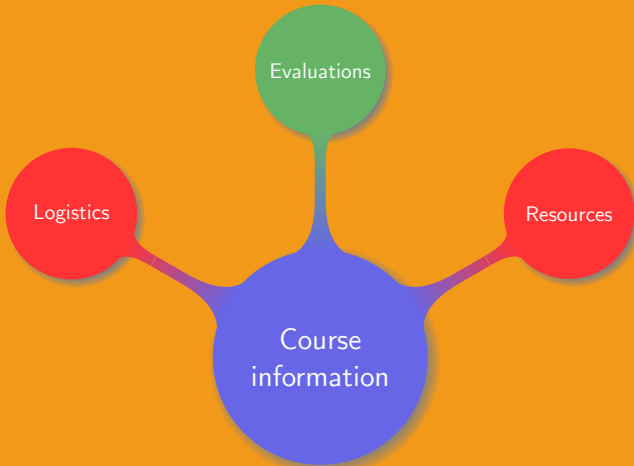 Evaluations
Logistics
Resources
Course
information